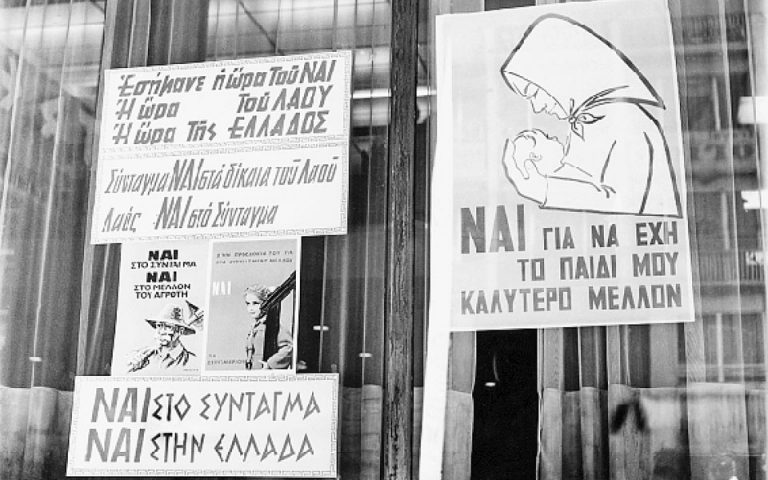 Ἐσήμανε ἡ ὥρα Τοῦ ΝΑΙ
Ἡ ὥρα Τοῦ ΛΑΟΥ
Ἡ ὥρα Τῆς ΕΛΛΑΔΟΣ
Σύνταγμα ΝΑΙ στά δίκαια τοῦ Λαοῦ
Λαός ΝΑΙ στό Σύνταγμα
ΝΑΙ
ΣΤΟ ΣΥΝΤΑΓΜΑ
ΝΑΙ
ΣΤΟ ΜΕΛΛΟΝ
ΤΟΥ ΑΓΡΟΤΗ
ΝΑΙ
ΝΑΙ ΣΤΟ ΣΥΝΤΑΓΜΑ
ΝΑΙ ΣΤΗΝ ΕΛΛΑΔΑ
ΝΑΙ ΓΙΑ ΝΑ ΕΧΗ
ΤΟ ΠΑΙΔΙ ΜΟΥ
ΚΑΛΥΤΕΡΟ ΜΕΛΛΟΝ